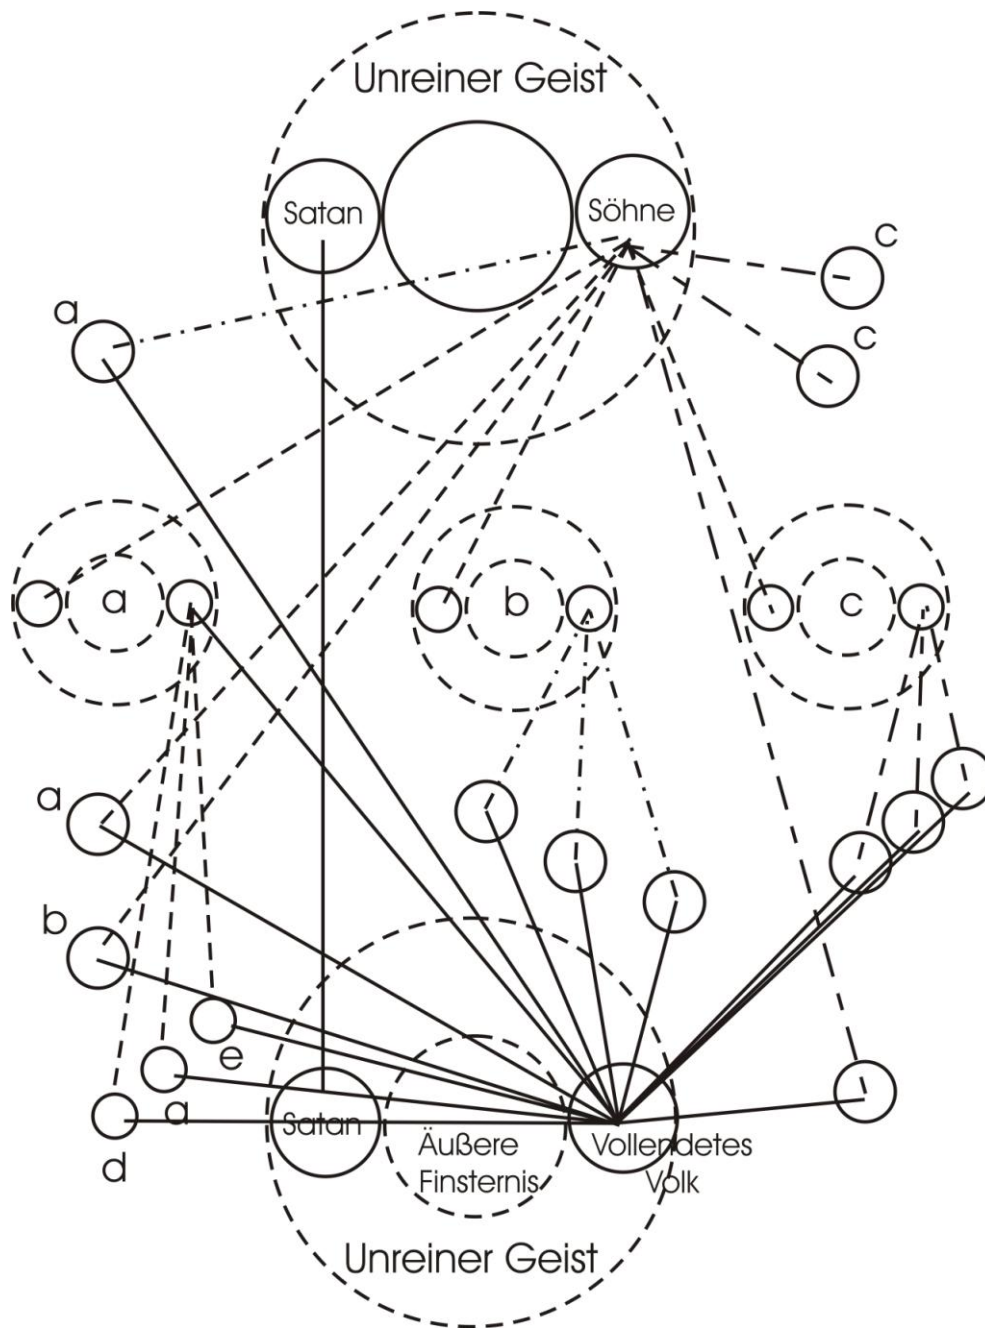 Unreiner Geist
Satan
Söhne
c
a
c
a
b
c
a
b
e
a
d
Satan
Äußere
Finsternis
Vollendetes
Volk
Unreiner Geist